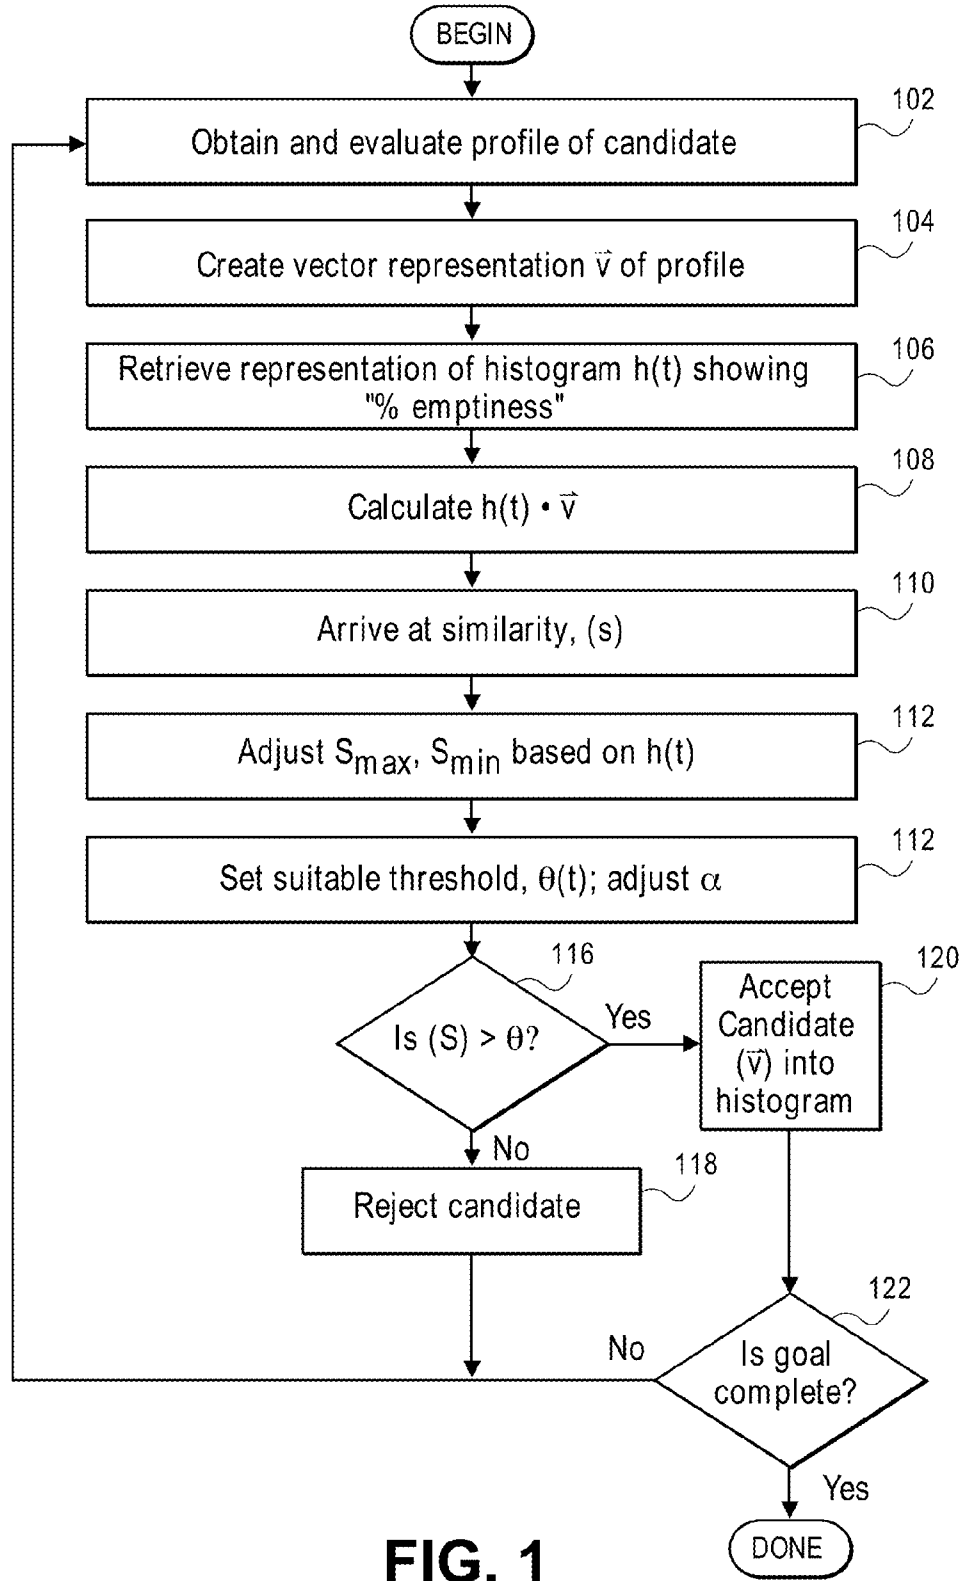 BEGIN
102
Obtain and evaluate profile of candidate
104
Create vector representation v⃗ of profile
106
Retrieve representation of histogram h(t) showing
"% emptiness"
108
Calculate h(t) • v⃗
110
Arrive at similarity, (s)
112
Adjust Smax, Smin based on h(t)
112
Set suitable threshold, θ(t); adjust α
116
Is (S) > θ?
Yes
120
Accept
Candidate
(v⃗) into
histogram
No
118
Reject candidate
122
Is goal
complete?
No
Yes
DONE
FIG. 1